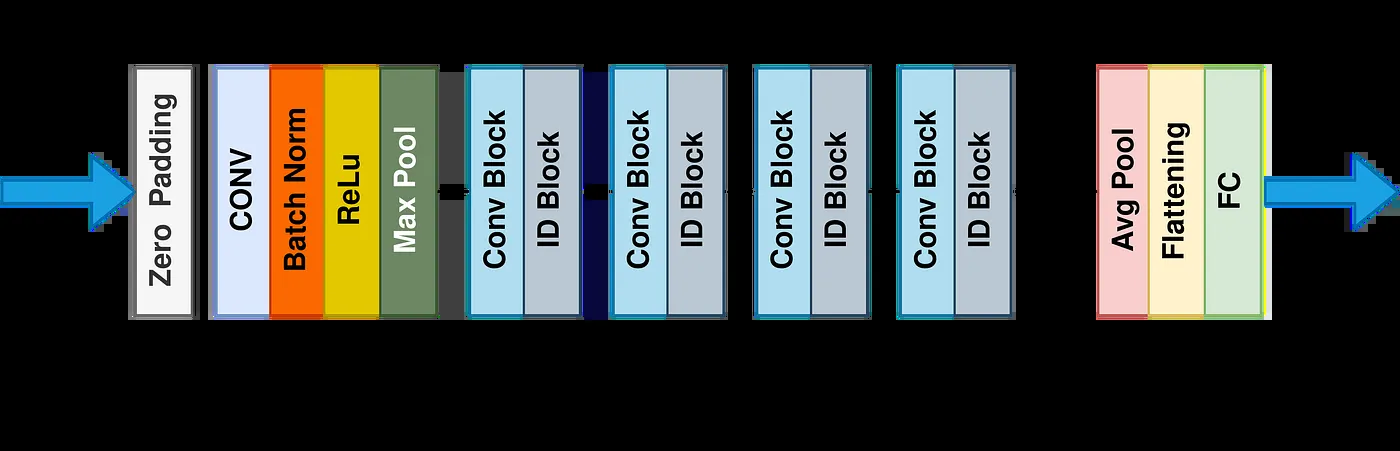 Zero Padding
CONV
Batch Norm
ReLu
Max Pool
Conv Block
ID Block
Conv Block
ID Block
Conv Block
ID Block
Conv Block
ID Block
Avg Pool
Flattening
FC